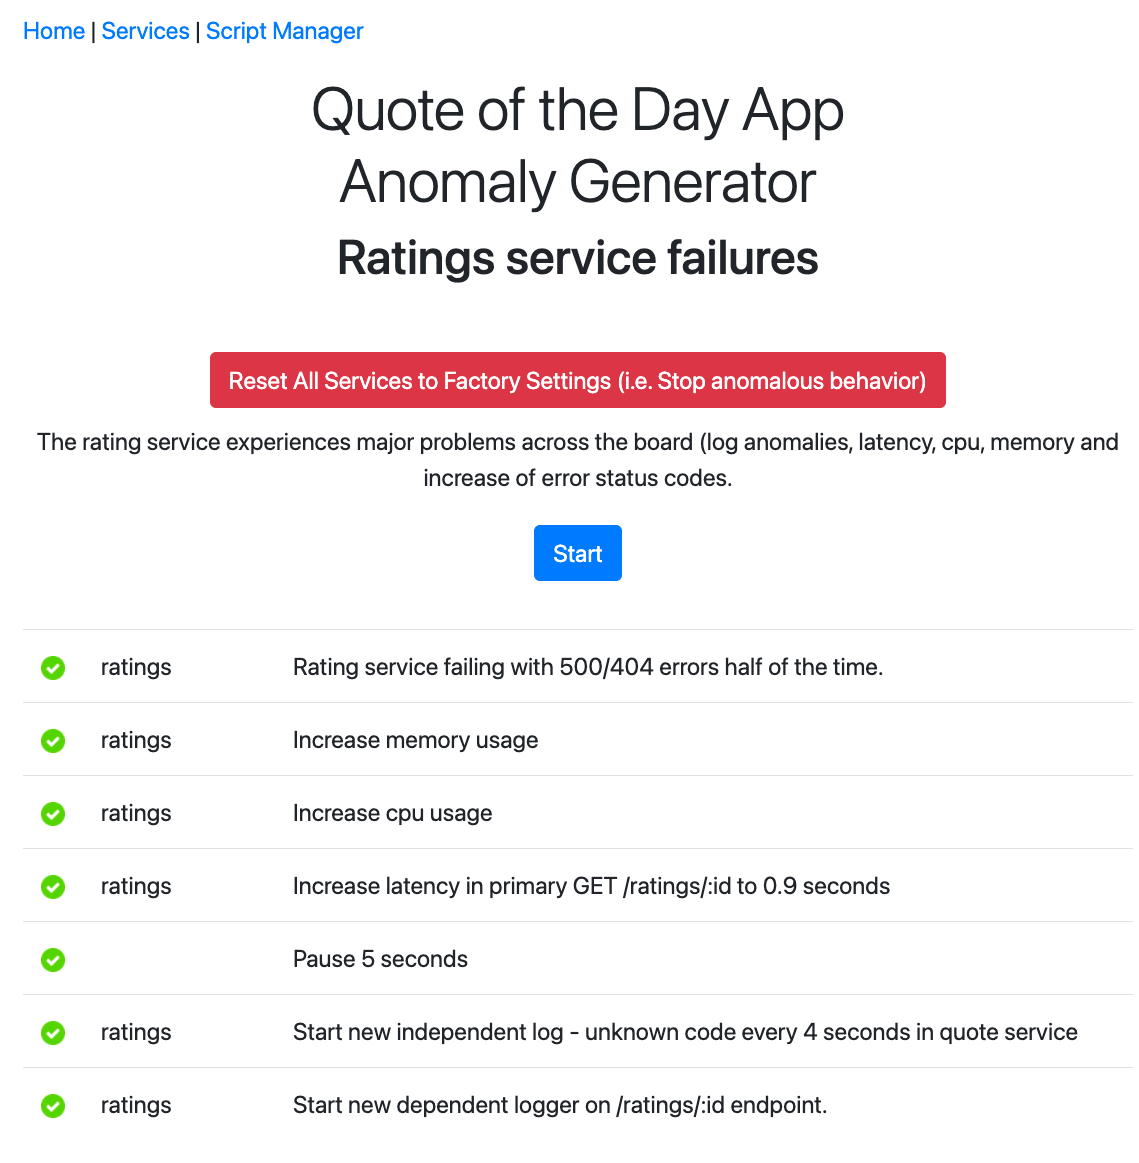 Home | Services | Script Manager
Quote of the Day App
Anomaly Generator
Ratings service failures
Reset All Services to Factory Settings (i.e. Stop anomalous behavior)
The rating service experiences major problems across the board (log anomalies, latency, cpu, memory and
increase of error status codes.
Start
ratings Rating service failing with 500/404 errors half of the time.
ratings Increase memory usage
ratings Increase cpu usage
ratings Increase latency in primary GET /ratings/:id to 0.9 seconds
Pause 5 seconds
ratings Start new independent log - unknown code every 4 seconds in quote service
ratings Start new dependent logger on /ratings/:id endpoint.